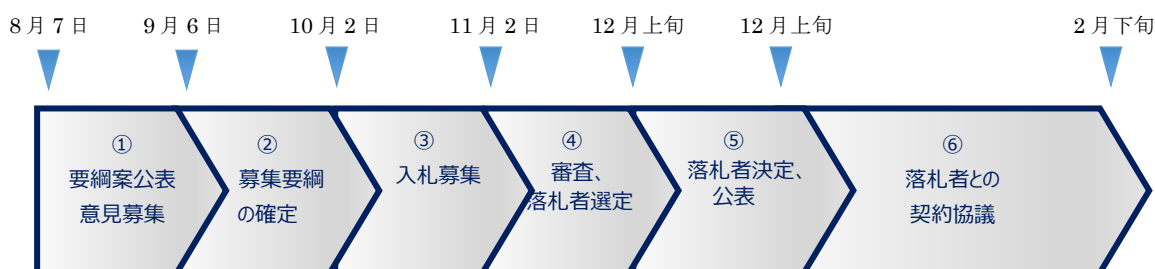 8月7日
9月6日
10月2日
11月2日
12月上旬
12月上旬
2月下旬
①
要綱案公表
意見募集
②
募集要綱
の確定
③
入札募集
④
審査、
落札者選定
⑤
落札者決定、
公表
⑥
落札者との
契約協議